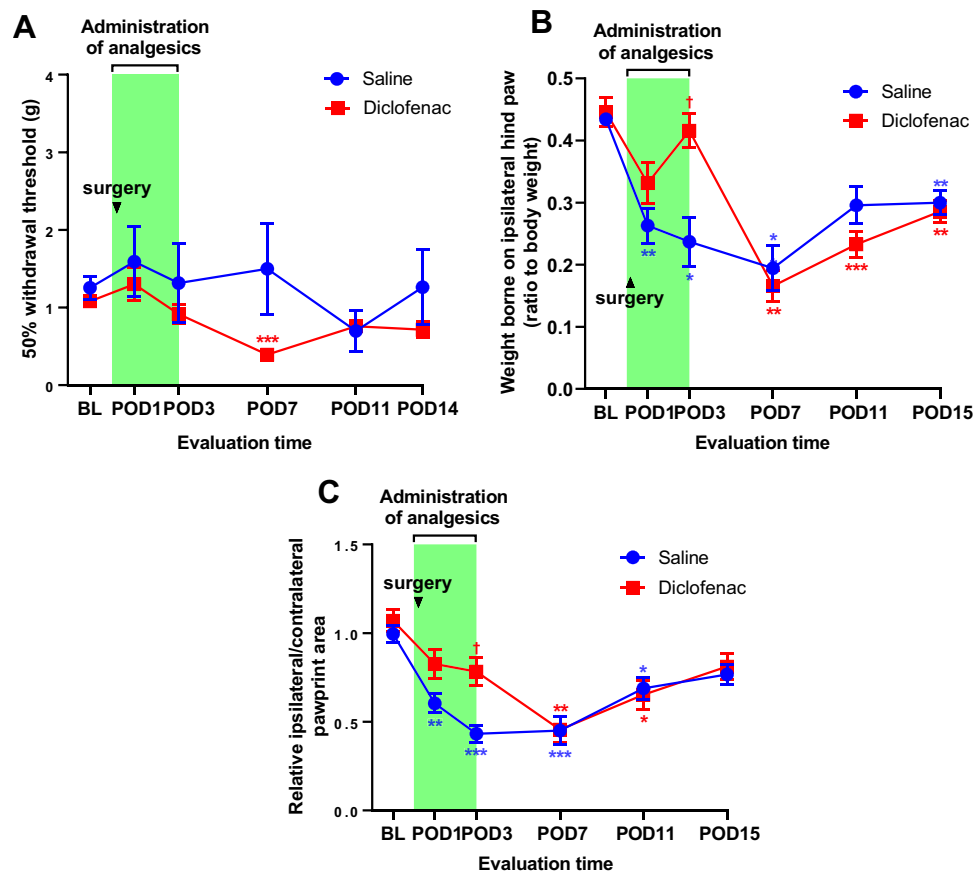 A
Administration
of analgesics
Saline
Diclofenac
surgery
50% withdrawal threshold (g)
4
3
2
1
0
BL POD1 POD3 POD7 POD11 POD14
***
Evaluation time
B
Administration
of analgesics
Saline
Diclofenac
surgery
Weight borne on ipsilateral hind paw
(ratio to body weight)
0.5
0.4
0.3
0.2
0.1
0.0
†
** * * ** *** ** **
BL POD1 POD3 POD7 POD11 POD15
Evaluation time
C
Administration
of analgesics
Saline
Diclofenac
surgery
Relative ipsilateral/contralateral
pawprint area
1.5
1.0
0.5
0.0
†
** *** ** *** * *
BL POD1 POD3 POD7 POD11 POD15
Evaluation time